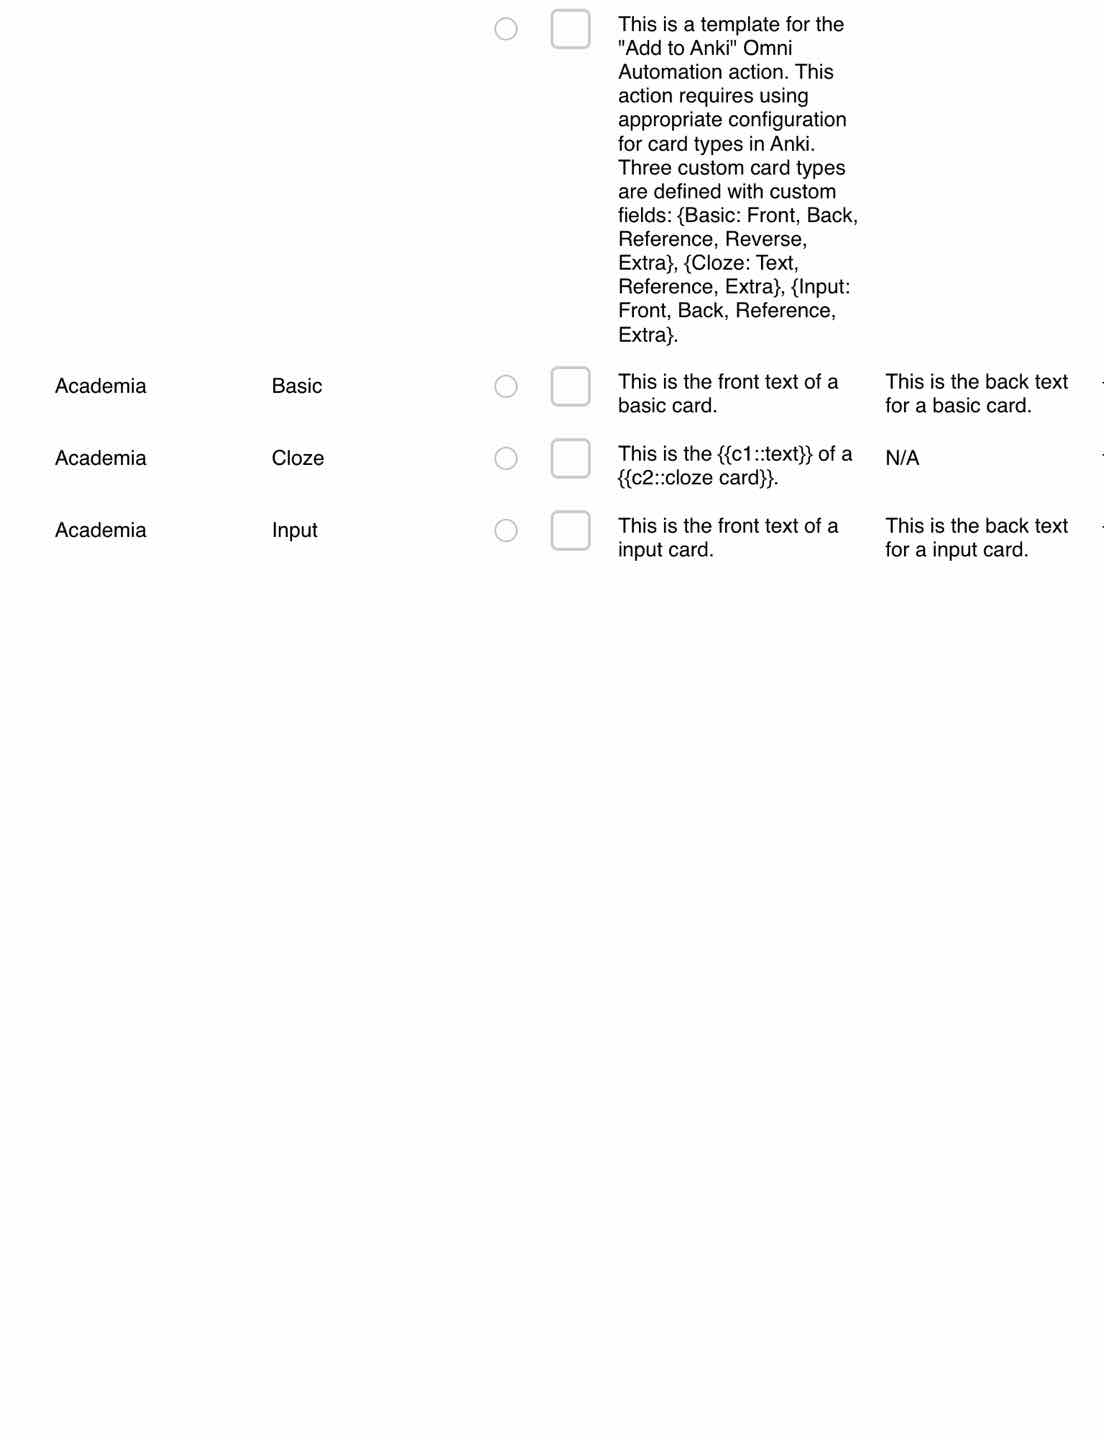 This is a template for the
"Add to Anki" Omni
Automation action. This
action requires using
appropriate configuration
for card types in Anki.
Three custom card types
are defined with custom
fields: {Basic: Front, Back,
Reference, Reverse,
Extra}, {Cloze: Text,
Reference, Extra}, {Input:
Front, Back, Reference,
Extra}.
Academia
Basic
This is the front text of a
basic card.
This is the back text
for a basic card.
Academia
Cloze
This is the {{c1::text}} of a
{{c2::cloze card}}.
N/A
Academia
Input
This is the front text of a
input card.
This is the back text
for a input card.